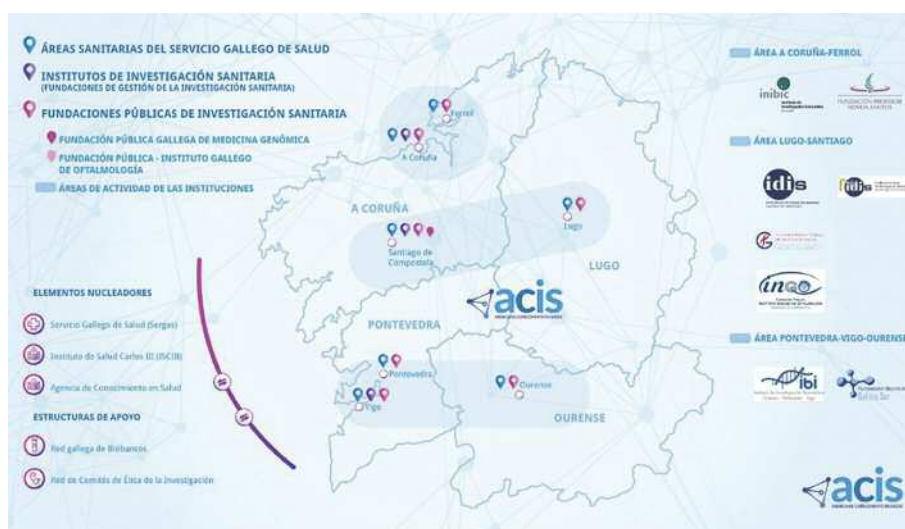 ÁREAS SANITARIAS DEL SERVICIO GALLEGO DE SALUD
INSTITUTOS DE INVESTIGACIÓN SANITARIA
(FUNDACIONES DE GESTIÓN DE LA INVESTIGACIÓN SANITARIA)
FUNDACIONES PÚBLICAS DE INVESTIGACIÓN SANITARIA
FUNDACIÓN PÚBLICA GALLEGA DE MEDICINA GENÓMICA
FUNDACIÓN PÚBLICA - INSTITUTO GALLEGO
DE OFTALMOLOGÍA
ÁREAS DE ACTIVIDAD DE LAS INSTITUCIONES
ELEMENTOS NUCLEADORES
Servicio Gallego de Salud (Sergas)
Instituto de Salud Carlos III (ISCIII)
Agencia de Conocimiento en Salud
ESTRUCTURAS DE APOYO
Red gallega de Biobancos
Red de Comités de Ética de la Investigación
Ferrol
A Coruña
A CORUÑA
Lugo
Santiago de
Compostela
LUGO
acis
PONTEVEDRA
Pontevedra
Ourense
Vigo
OURENSE
ÁREA A CORUÑA-FERROL
inibic
FUNDACIÓN PROFESOR
NOVOA SANTOS
ÁREA LUGO-SANTIAGO
idis
fidis
ingo
ÁREA PONTEVEDRA-VIGO-OURENSE
ibi
acis